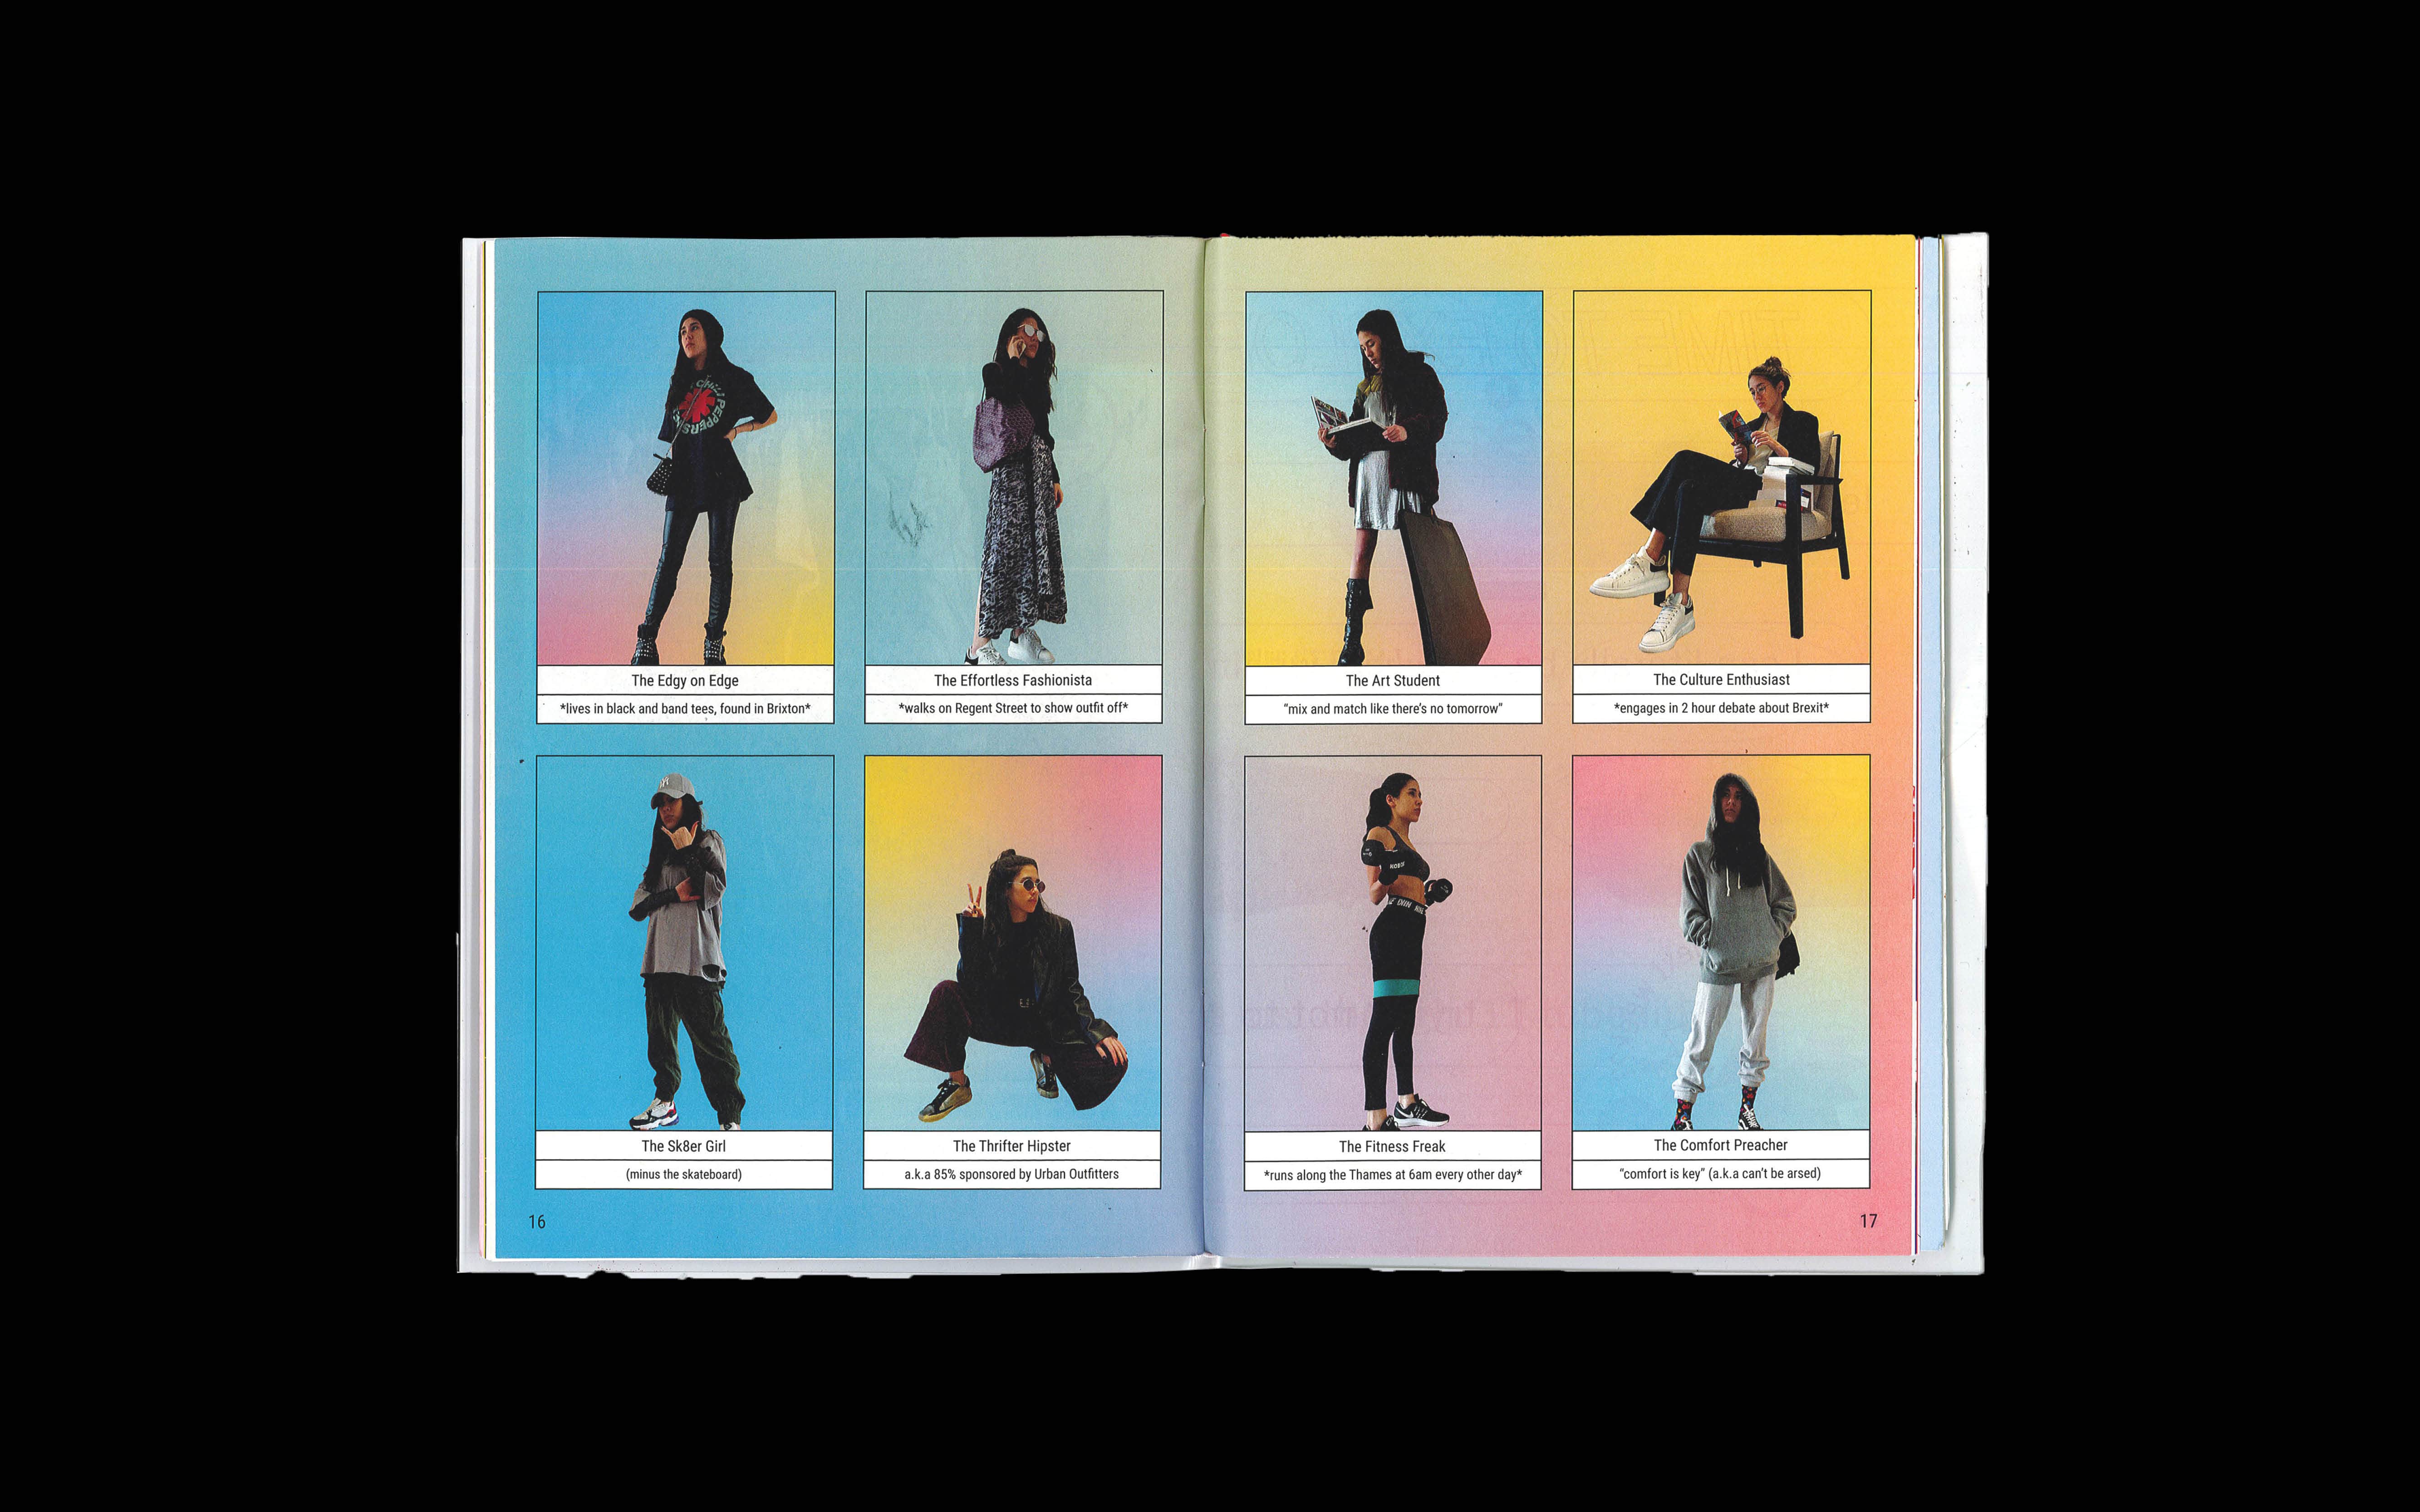 CHILI PEPPERS
The Edgy on Edge
*lives in black and band tees, found in Brixton*
The Effortless Fashionista
*walks on Regent Street to show outfit off*
The Sk8er Girl
(minus the skateboard)
The Thrifter Hipster
a.k.a 85% sponsored by Urban Outfitters
16
The Art Student
“mix and match like there’s no tomorrow”
The Culture Enthusiast
*engages in 2 hour debate about Brexit*
The Fitness Freak
*runs along the Thames at 6am every other day*
The Comfort Preacher
“comfort is key” (a.k.a can’t be arsed)
17